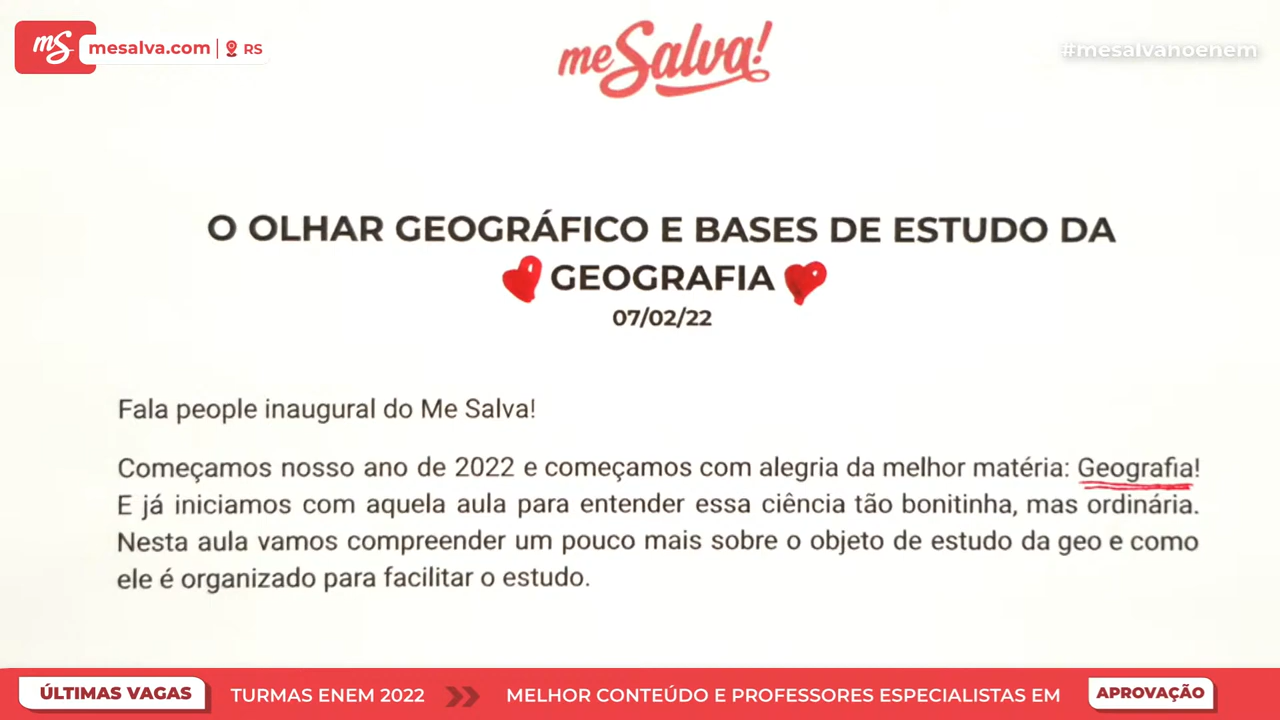 mS mesalva.com | RS
me Salva!
#mesalvanoenem
O OLHAR GEOGRÁFICO E BASES DE ESTUDO DA
GEOGRAFIA
07/02/22
Fala people inaugural do Me Salva!
Começamos nosso ano de 2022 e começamos com alegria da melhor matéria: Geografia!
E já iniciamos com aquela aula para entender essa ciência tão bonitinha, mas ordinária.
Nesta aula vamos compreender um pouco mais sobre o objeto de estudo da geo e como
ele é organizado para facilitar o estudo.
ÚLTIMAS VAGAS TURMAS ENEM 2022 MELHOR CONTEÚDO E PROFESSORES ESPECIALISTAS EM APROVAÇÃO